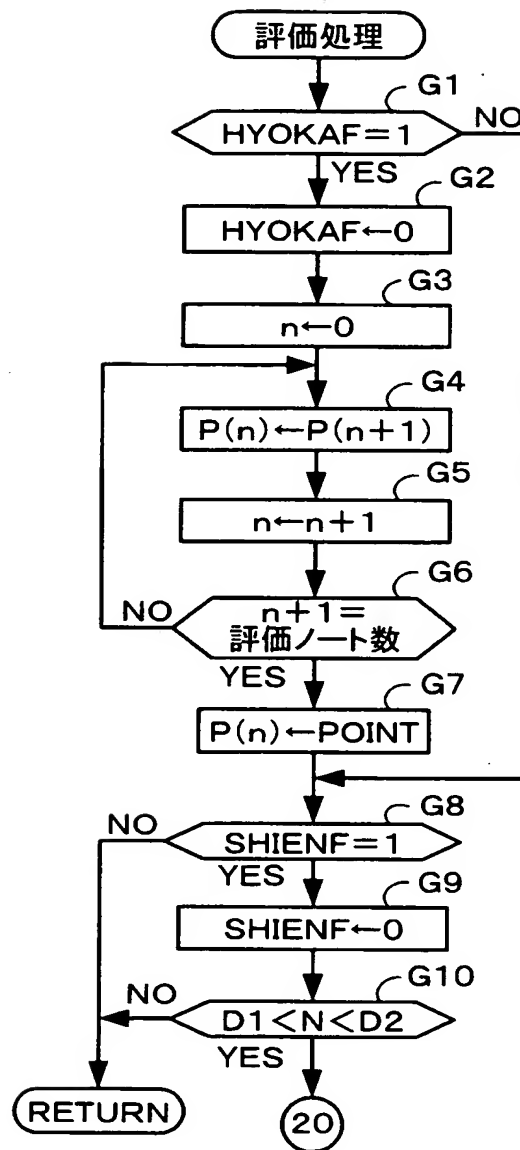 評価処理
G1
HYOKAF=1
NO
YES
G2
HYOKAF←0
G3
n←0
G4
P(n)←P(n+1)
G5
n←n+1
G6
NO
n+1=
評価ノート数
YES
G7
P(n)←POINT
G8
NO
SHIENF=1
YES
G9
SHIENF←0
G10
NO
D1<N<D2
YES
RETURN
20